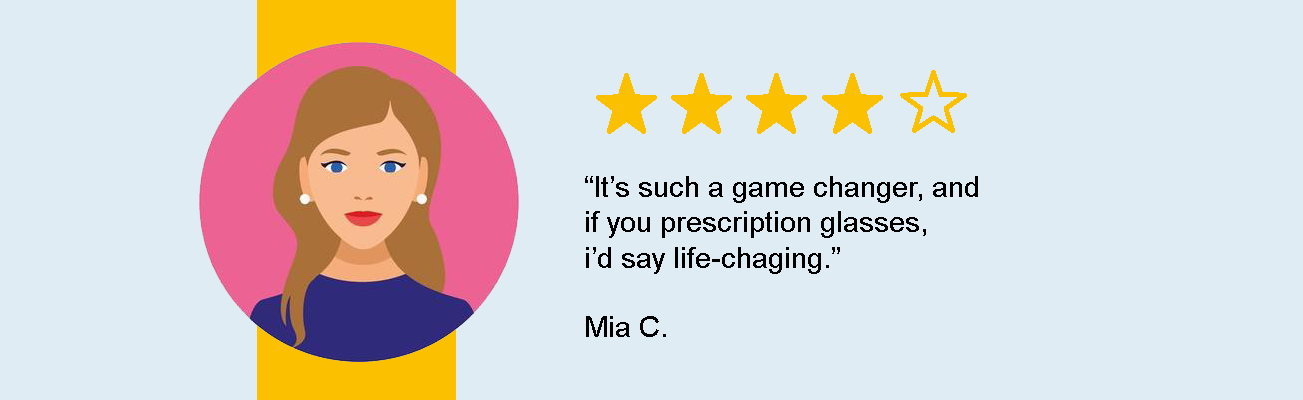 “It’s such a game changer, and
if you prescription glasses,
i’d say life-chaging.”
Mia C.